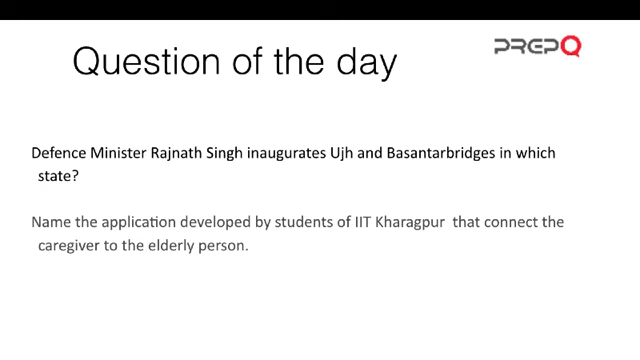 PREPQ
Question of the day
Defence Minister Rajnath Singh inaugurates Ujh and Basantarbridges in which
state?
Name the application developed by students of IIT Kharagpur that connect the
caregiver to the elderly person.